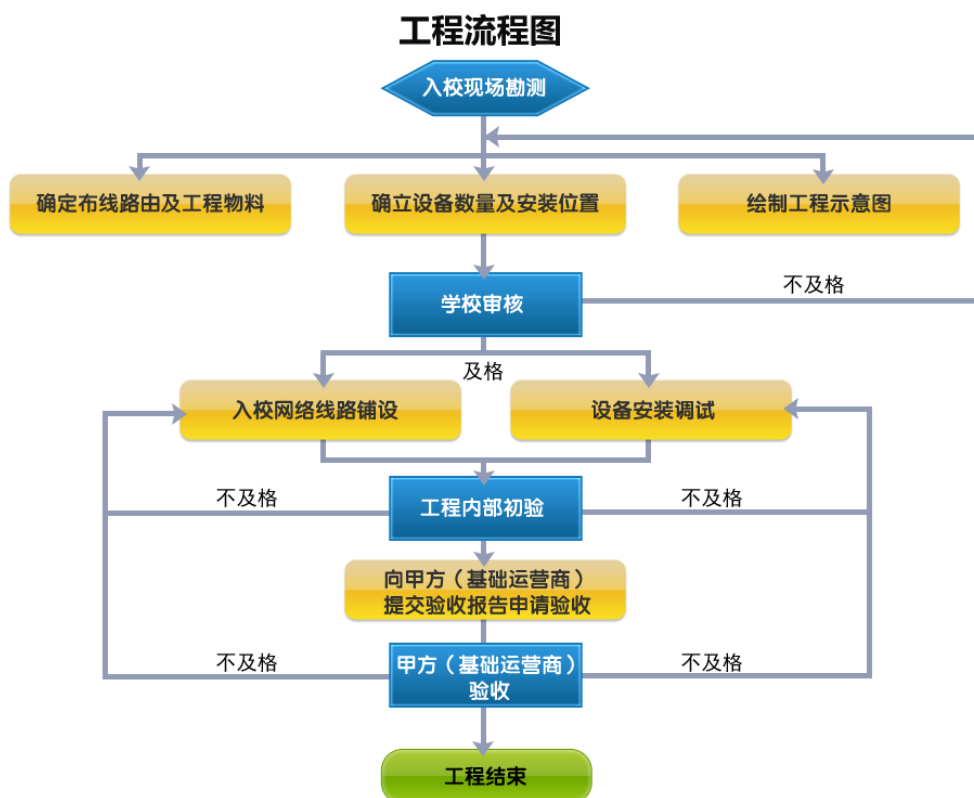 工程流程图
入校现场勘测
确定布线路由及工程物料
确立设备数量及安装位置
绘制工程示意图
学校审核
不及格
及格
入校网络线路铺设
设备安装调试
不及格
工程内部初验
不及格
向甲方（基础运营商）
提交验收报告申请验收
不及格
甲方（基础运营商）
验收
不及格
工程结束